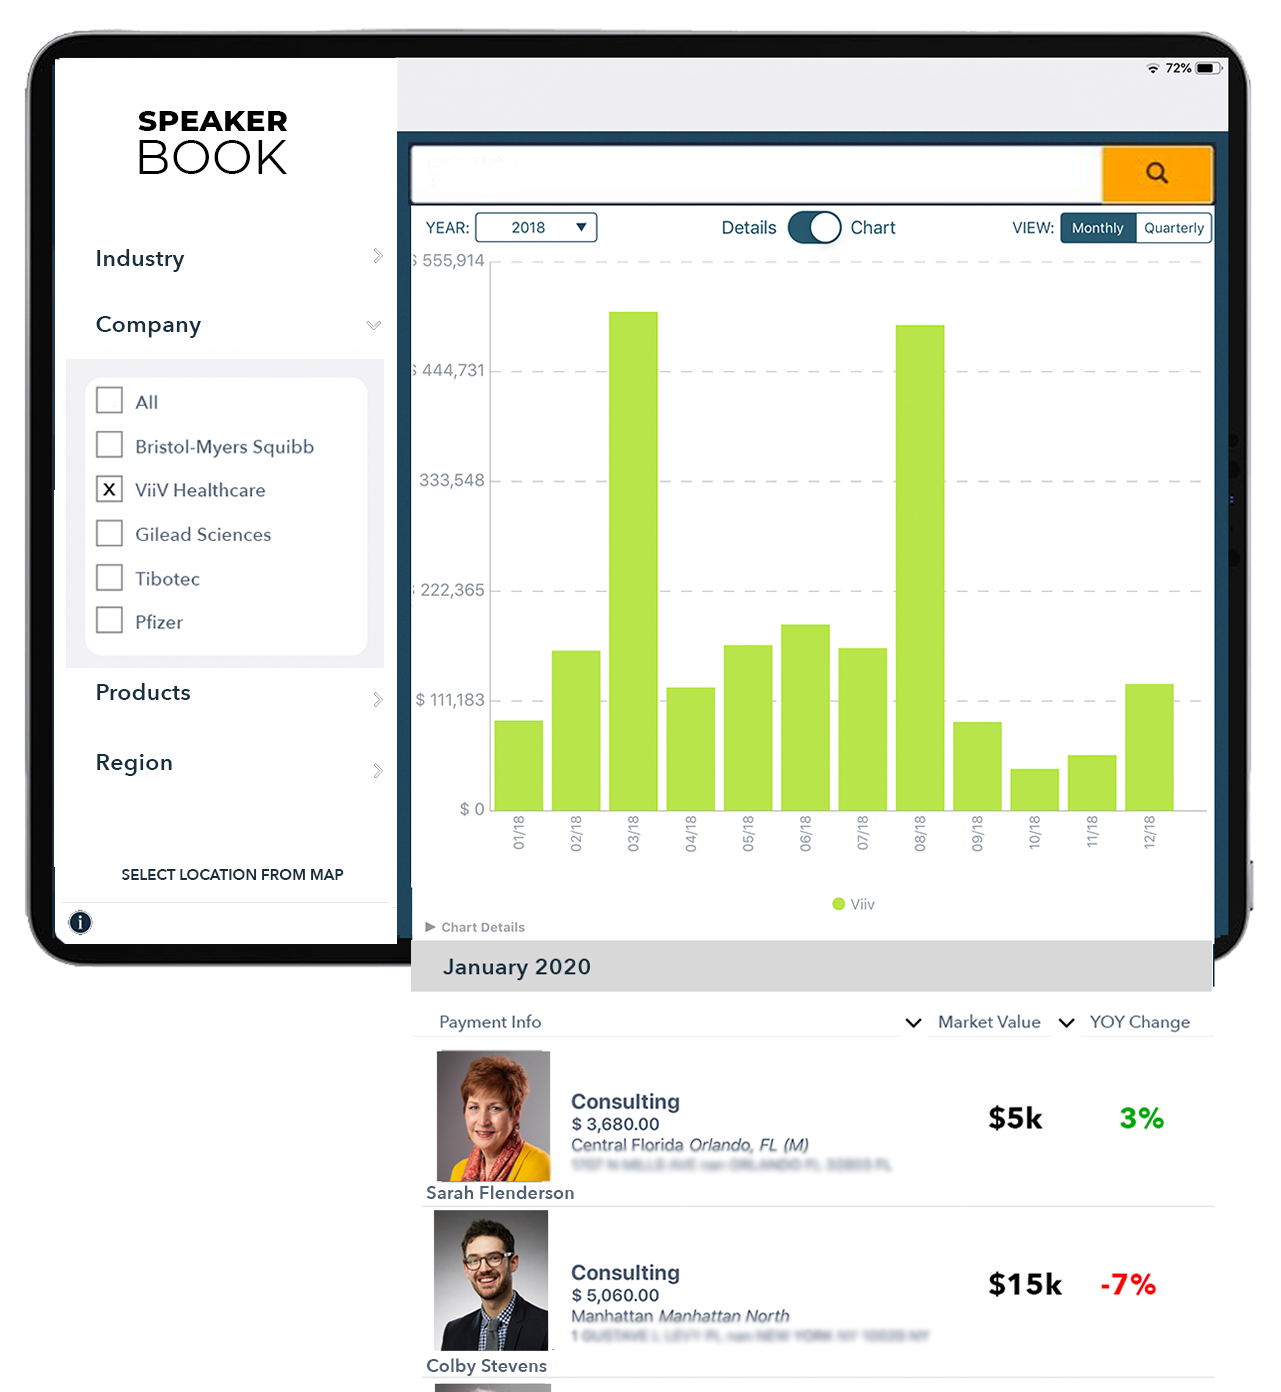 72%
SPEAKER
BOOK
Industry
Company
All
Bristol-Myers Squibb
X ViiV Healthcare
Gilead Sciences
Tibotec
Pfizer
Products
Region
SELECT LOCATION FROM MAP
i
YEAR: 2018 ▼ Details Chart VIEW: Monthly Quarterly
$ 555,914
$ 444,731
333,548
$ 222,365
$ 111,183
$ 0
01/18 02/18 03/18 04/18 05/18 06/18 07/18 08/18 09/18 10/18 11/18 12/18
Viiv
▶ Chart Details
January 2020
Payment Info Market Value YOY Change
Consulting
$ 3,680.00
Central Florida Orlando, FL (M)
$5k 3%
Sarah Flenderson
Consulting
$ 5,060.00
Manhattan Manhattan North
$15k -7%
Colby Stevens